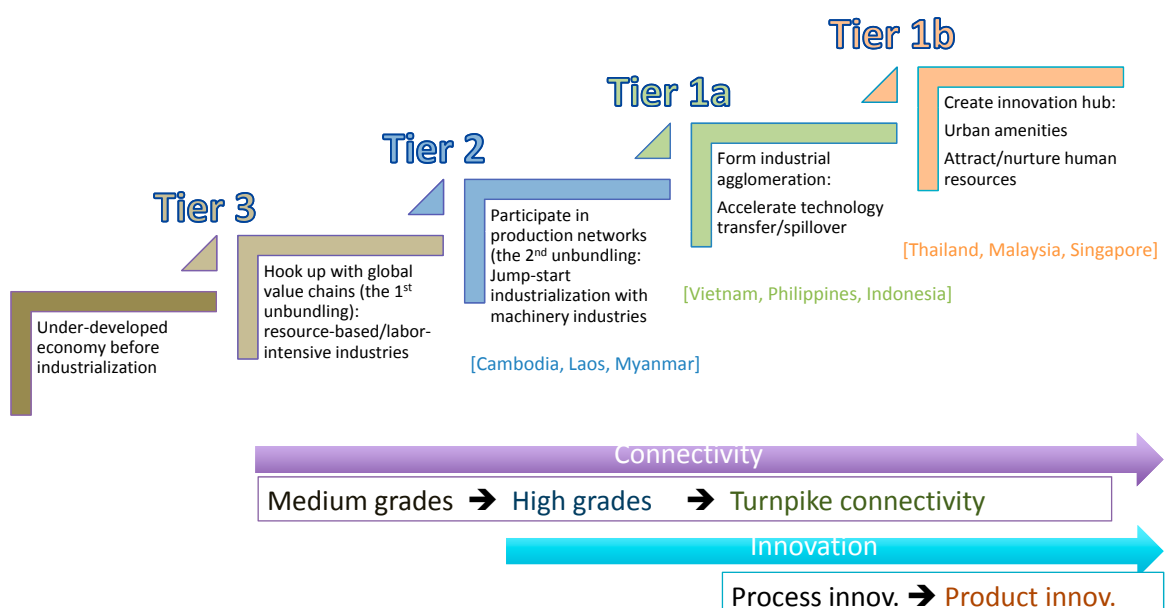 Tier 1b
Create innovation hub:
Urban amenities
Attract/nurture human
resources
[Thailand, Malaysia, Singapore]
Tier 1a
Form industrial
agglomeration:
Accelerate technology
transfer/spillover
[Vietnam, Philippines, Indonesia]
Tier 2
Participate in
production networks
(the 2nd unbundling:
Jump-start
industrialization with
machinery industries
[Cambodia, Laos, Myanmar]
Tier 3
Hook up with global
value chains (the 1st
unbundling):
resource-based/labor-
intensive industries
Under-developed
economy before
industrialization
Connectivity
Medium grades ➔ High grades ➔ Turnpike connectivity
Innovation
Process innov. ➔ Product innov.